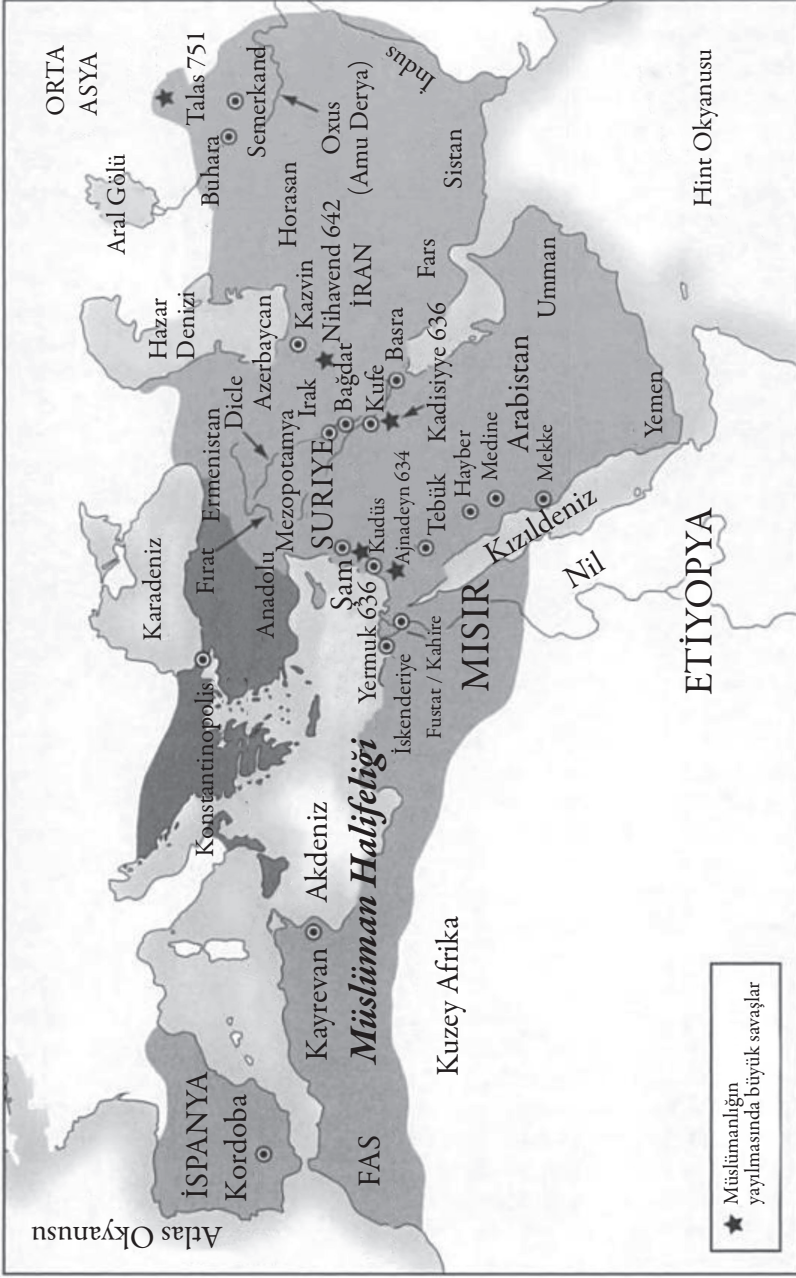 Atlas Okyanusu
İSPANYA
Kordoba
FAS
Kayrevan
Akdeniz
Müslüman Halifeliği
Kuzey Afrika
Konstantinopolis
Karadeniz
Anadolu
Fırat
Ermenistan
Dicle
Azerbaycan
Hazar
Denizi
Aral Gölü
ORTA
ASYA
Talas 751
Buhara
Semerkand
Oxus
(Amu Derya)
İndus
Horasan
Kazvin
Nihavend 642
İRAN
Mezopotamya
Irak
Bağdat
SURIYE
Kufe
Basra
Kadisiyye 636
Fars
Sistan
Şam
Yermuk 636
Kudüs
Ajnadeyn 634
Tebük
Hayber
Medine
Mekke
Arabistan
Umman
Yemen
İskenderiye
Fustat / Kahire
MISIR
Kızıldeniz
Nil
ETİYOPYA
Hint Okyanusu
Müslümanlığın
yayılmasında büyük savaşlar